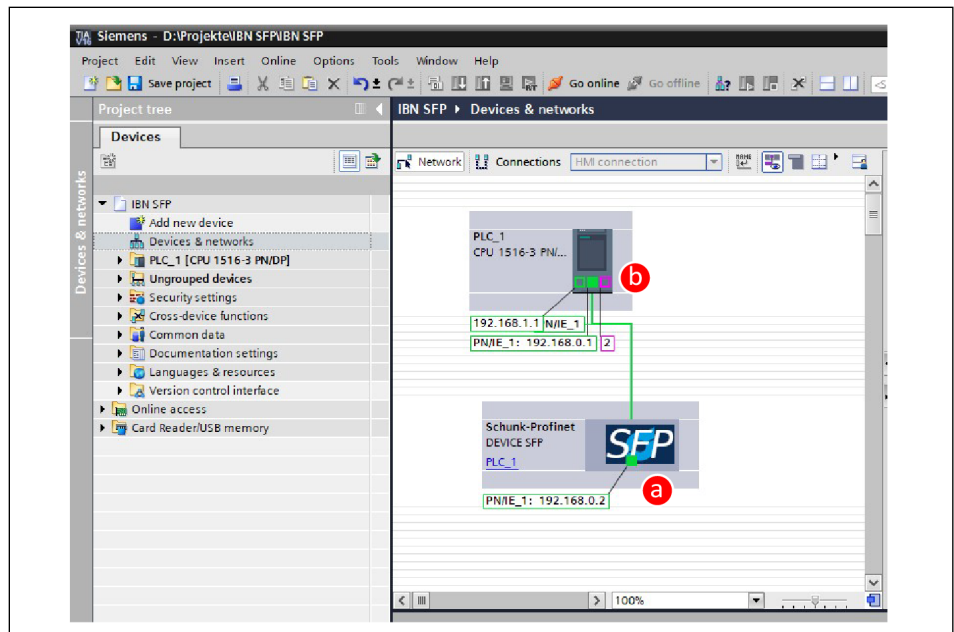 TIA V16 Siemens - D:\Projekte\IBN SFP\IBN SFP
Project Edit View Insert Online Options Tools Window Help
Save project Go online Go offline
Project tree
IBN SFP Devices & networks
Devices
Network Connections HMI connection
Devices & networks
IBN SFP
Add new device
Devices & networks
PLC_1 [CPU 1516-3 PN/DP]
Ungrouped devices
Security settings
Cross-device functions
Common data
Documentation settings
Languages & resources
Version control interface
Online access
Card Reader/USB memory
PLC_1
CPU 1516-3 PN/...
b
192.168.1.1 N/IE_1
PN/IE_1: 192.168.0.1 2
Schunk-Profinet
DEVICE SFP
PLC_1
SFP
a
PN/IE_1: 192.168.0.2
100%